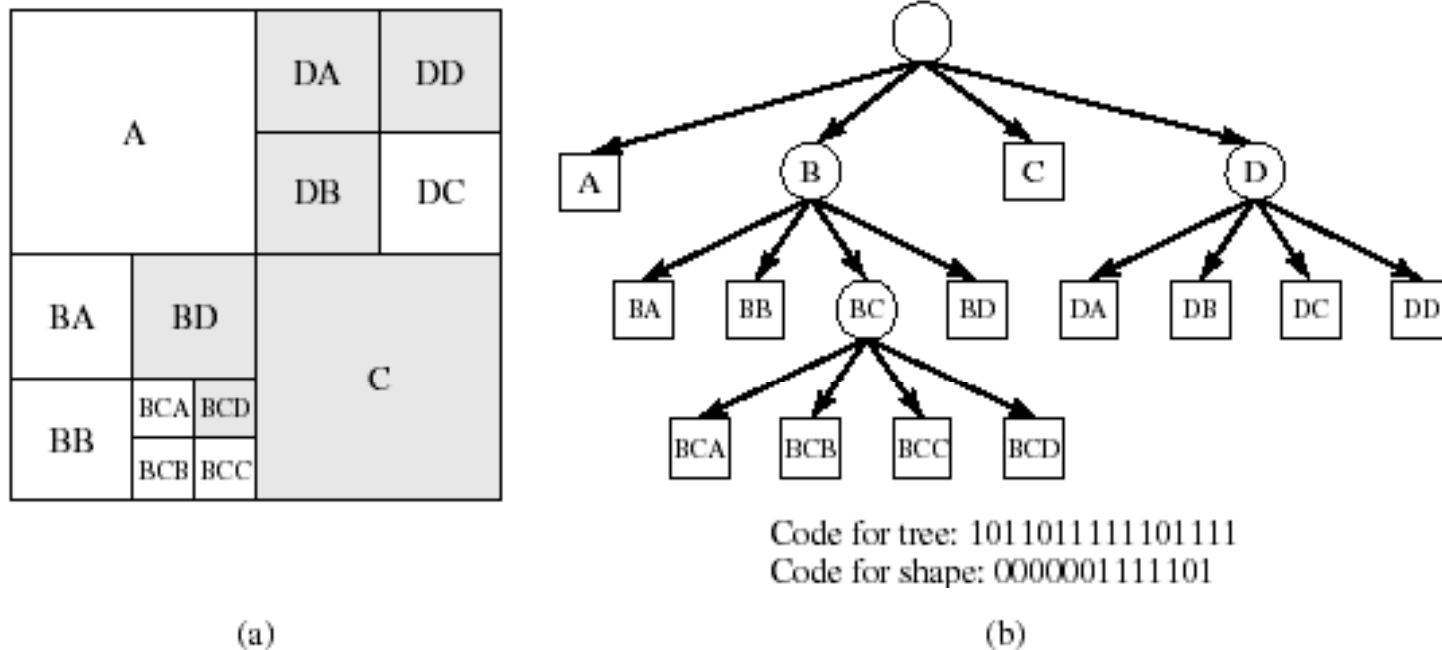 A
DA
DD
DB
DC
BA
BD
C
BB
BCA
BCD
BCB
BCC
A
B
C
D
BA
BB
BC
BD
DA
DB
DC
DD
BCA
BCB
BCC
BCD
Code for tree: 1011011111101111
Code for shape: 0000001111101
(a)
(b)